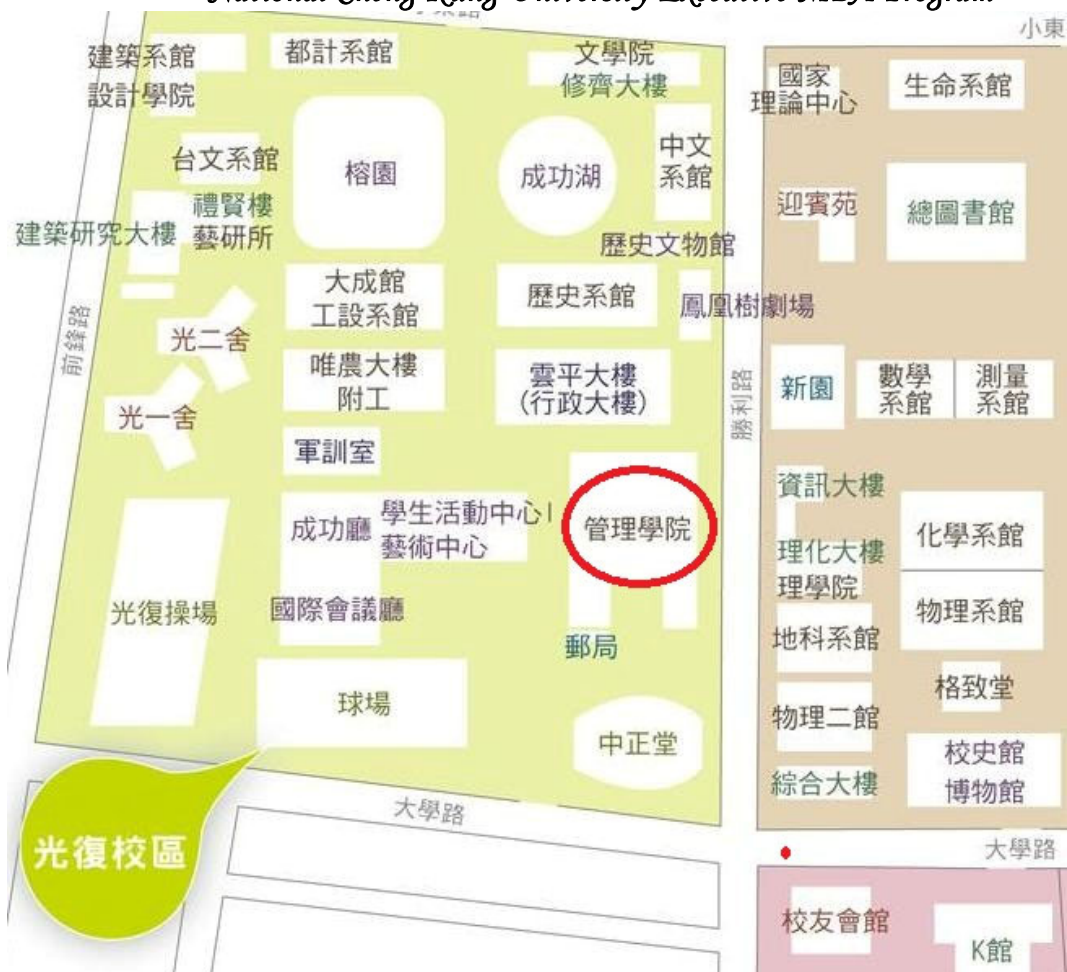 National Cheng Kung University Executive MBA Program
小東
建築系館
設計學院
都計系館
文學院
修齊大樓
國家
理論中心
生命系館
台文系館
榕園
成功湖
中文
系館
迎賓苑
總圖書館
建築研究大樓
禮賢樓
藝研所
歷史文物館
大成館
工設系館
歷史系館
鳳凰樹劇場
前鋒路
光二舍
唯農大樓
附工
雲平大樓
(行政大樓)
勝利路
新園
數學
系館
測量
系館
光一舍
軍訓室
成功廳
學生活動中心I
藝術中心
管理學院
資訊大樓
理化大樓
理學院
化學系館
光復操場
國際會議廳
郵局
地科系館
物理系館
球場
中正堂
物理二館
格致堂
綜合大樓
校史館
博物館
大學路
大學路
光復校區
校友會館
K館